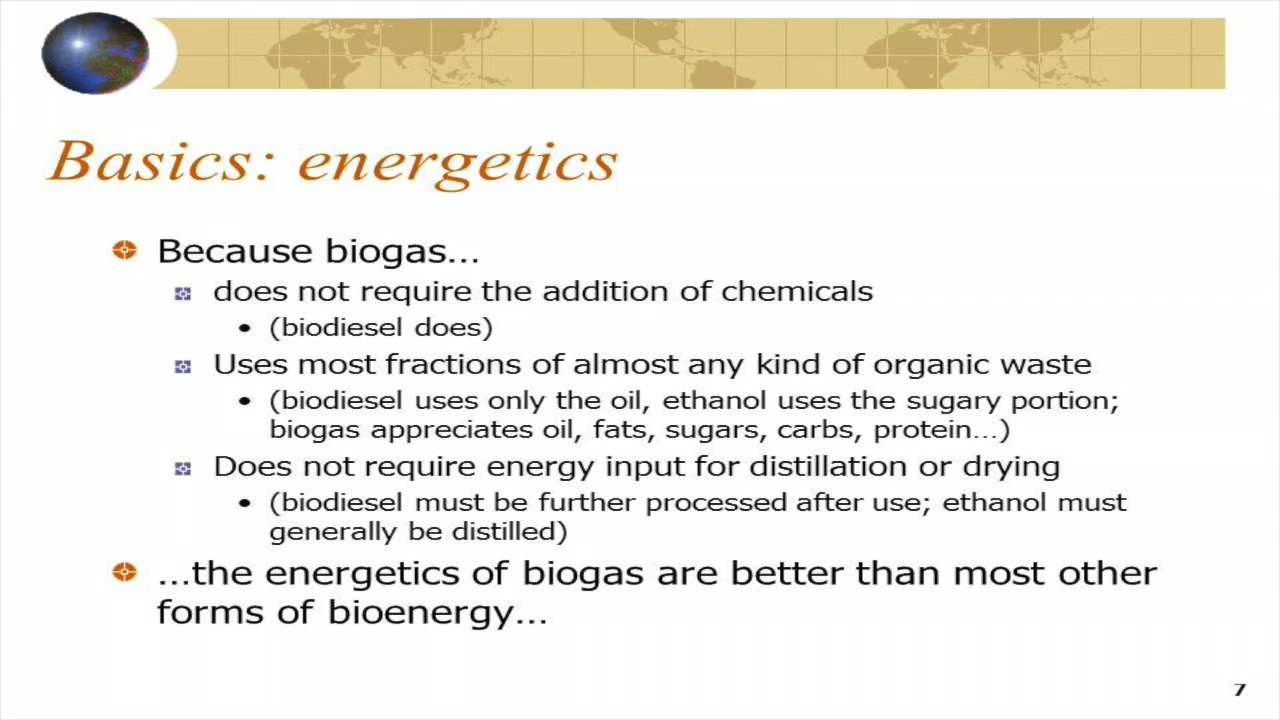 Basics: energetics
Because biogas...
does not require the addition of chemicals
(biodiesel does)
Uses most fractions of almost any kind of organic waste
(biodiesel uses only the oil, ethanol uses the sugary portion;
biogas appreciates oil, fats, sugars, carbs, protein...)
Does not require energy input for distillation or drying
(biodiesel must be further processed after use; ethanol must
generally be distilled)
...the energetics of biogas are better than most other
forms of bioenergy...
7